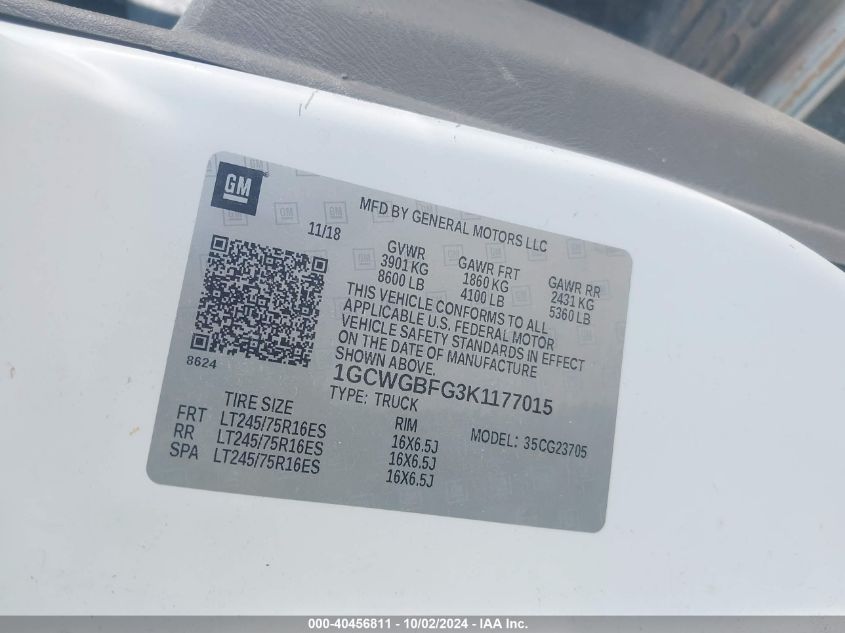 GM
MFD BY GENERAL MOTORS LLC
11/18
GVWR GAWR FRT GAWR RR
3901 KG 1860 KG 2431 KG
8600 LB 4100 LB 5360 LB
THIS VEHICLE CONFORMS TO ALL
APPLICABLE U.S. FEDERAL MOTOR
VEHICLE SAFETY STANDARDS IN EFFECT
ON THE DATE OF MANUFACTURE
SHOWN ABOVE.
8624
1GCWGBFG3K1177015
TYPE: TRUCK
TIRE SIZE RIM MODEL: 35CG23705
FRT LT245/75R16ES 16X6.5J
RR LT245/75R16ES 16X6.5J
SPA LT245/75R16ES 16X6.5J
000-40456811 - 10/02/2024 - IAA Inc.